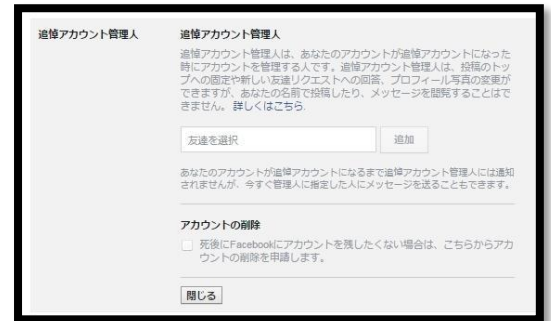 追悼アカウント管理人
追悼アカウント管理人
追悼アカウント管理人は、あなたのアカウントが追悼アカウントになった
時にアカウントを管理する人です。追悼アカウント管理人は、投稿のトッ
プへの固定や新しい友達リクエストへの回答、プロフィール写真の変更が
できますが、あなたの名前で投稿したり、メッセージを閲覧することはで
きません。詳しくはこちら.
友達を選択
追加
あなたのアカウントが追悼アカウントになるまで追悼アカウント管理人には通知
されませんが、今すぐ管理人に指定した人にメッセージを送ることもできます。
アカウントの削除
死後にFacebookにアカウントを残したくない場合は、こちらからアカ
ウントの削除を申請します。
閉じる